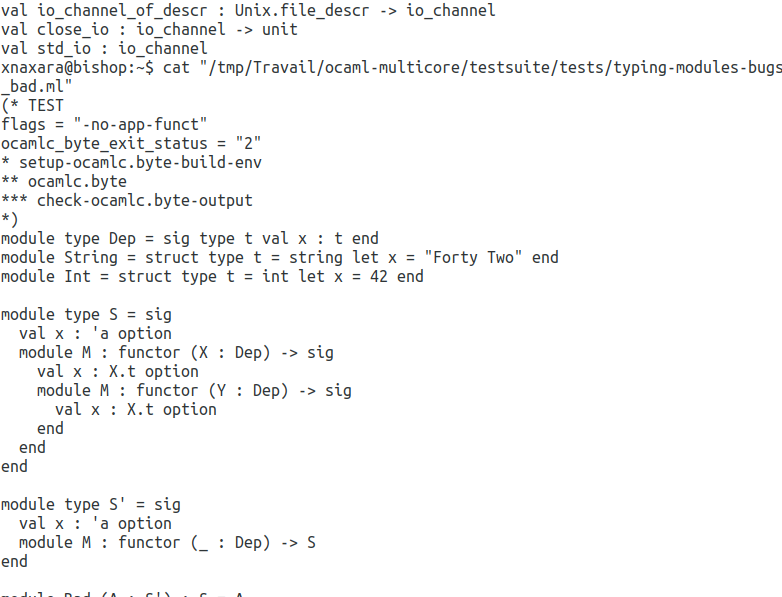 val io_channel_of_descr : Unix.file_descr -> io_channel
val close_io : io_channel -> unit
val std_io : io_channel
xnaxara@bishop:~$ cat "/tmp/Travail/ocaml-multicore/testsuite/tests/typing-modules-bugs
_bad.ml"
(* TEST
flags = "-no-app-funct"
ocamlc_byte_exit_status = "2"
* setup-ocamlc.byte-build-env
** ocamlc.byte
*** check-ocamlc.byte-output
*)
module type Dep = sig type t val x : t end
module String = struct type t = string let x = "Forty Two" end
module Int = struct type t = int let x = 42 end

module type S = sig
  val x : 'a option
  module M : functor (X : Dep) -> sig
    val x : X.t option
    module M : functor (Y : Dep) -> sig
      val x : X.t option
    end
  end
end

module type S' = sig
  val x : 'a option
  module M : functor (_ : Dep) -> S
end

module Bad (A : S') : S = A